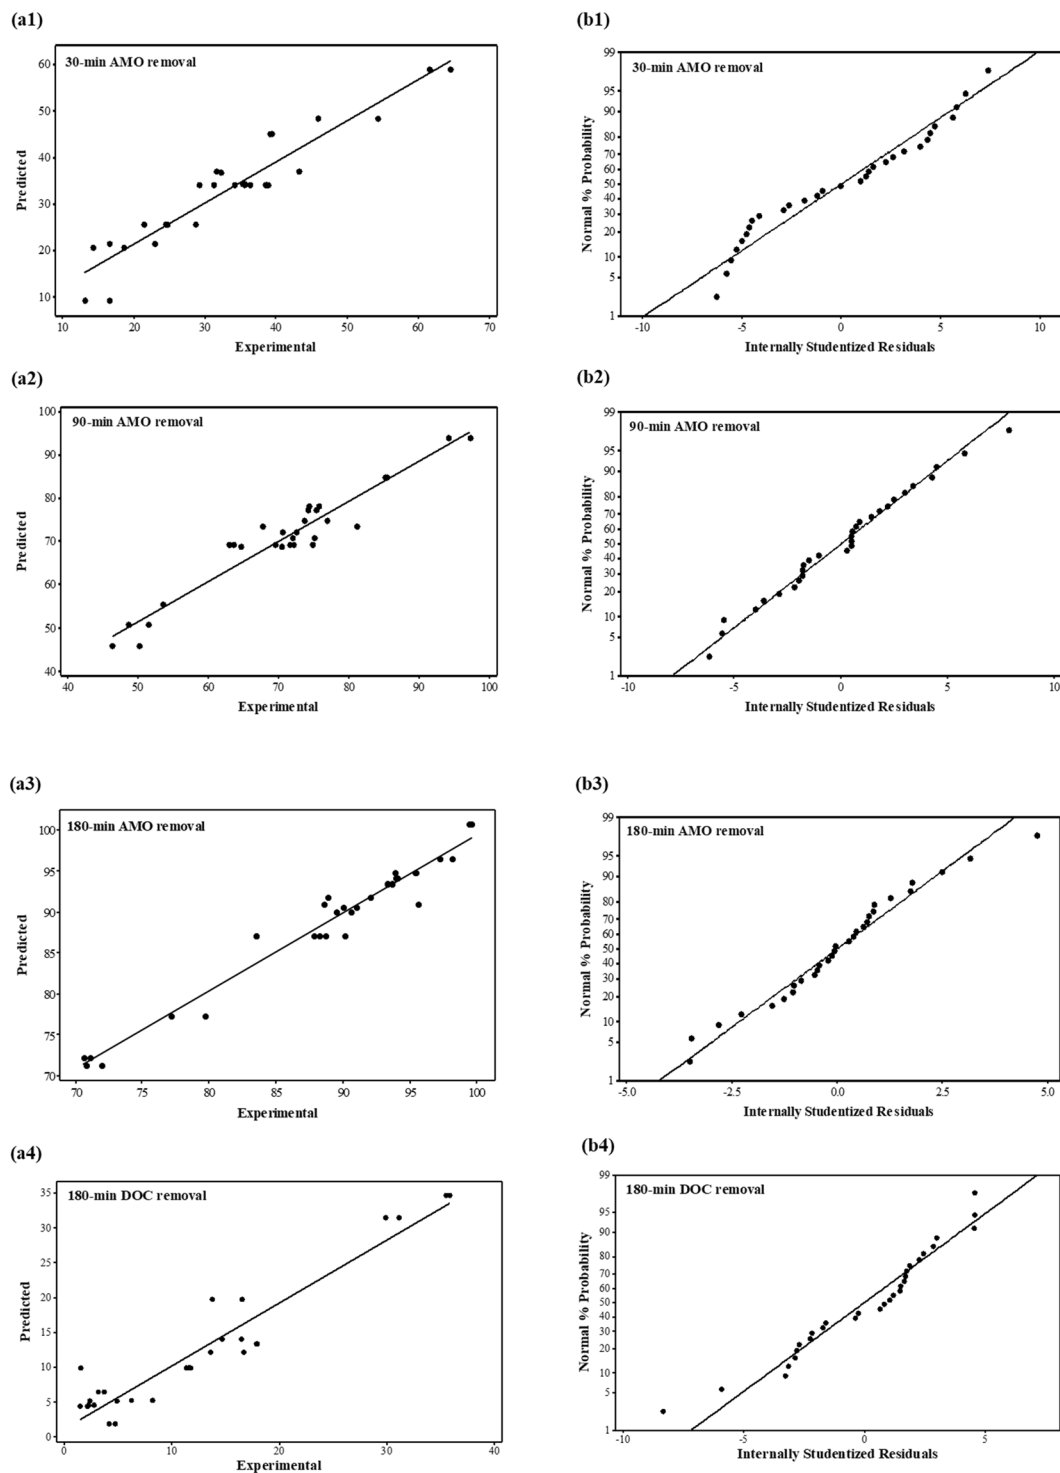 (a1)
(b1)
30-min AMO removal
60
50
40
30
20
10
Predicted
10 20 30 40 50 60 70
Experimental
30-min AMO removal
99
95
90
80
70
60
50
40
30
20
10
5
1
Normal % Probability
-10 -5 0 5 10
Internally Studentized Residuals
(a2)
(b2)
90-min AMO removal
100
90
80
70
60
50
40
Predicted
40 50 60 70 80 90 100
Experimental
90-min AMO removal
99
95
90
80
70
60
50
40
30
20
10
5
1
Normal % Probability
-10 -5 0 5 10
Internally Studentized Residuals
(a3)
(b3)
180-min AMO removal
100
95
90
85
80
75
70
Predicted
70 75 80 85 90 95 100
Experimental
180-min AMO removal
99
95
90
80
70
60
50
40
30
20
10
5
1
Normal % Probability
-5.0 -2.5 0.0 2.5 5.0
Internally Studentized Residuals
(a4)
(b4)
180-min DOC removal
35
30
25
20
15
10
5
0
Predicted
0 10 20 30 40
Experimental
180-min DOC removal
99
95
90
80
70
60
50
40
30
20
10
5
1
Normal % Probability
-10 -5 0 5
Internally Studentized Residuals